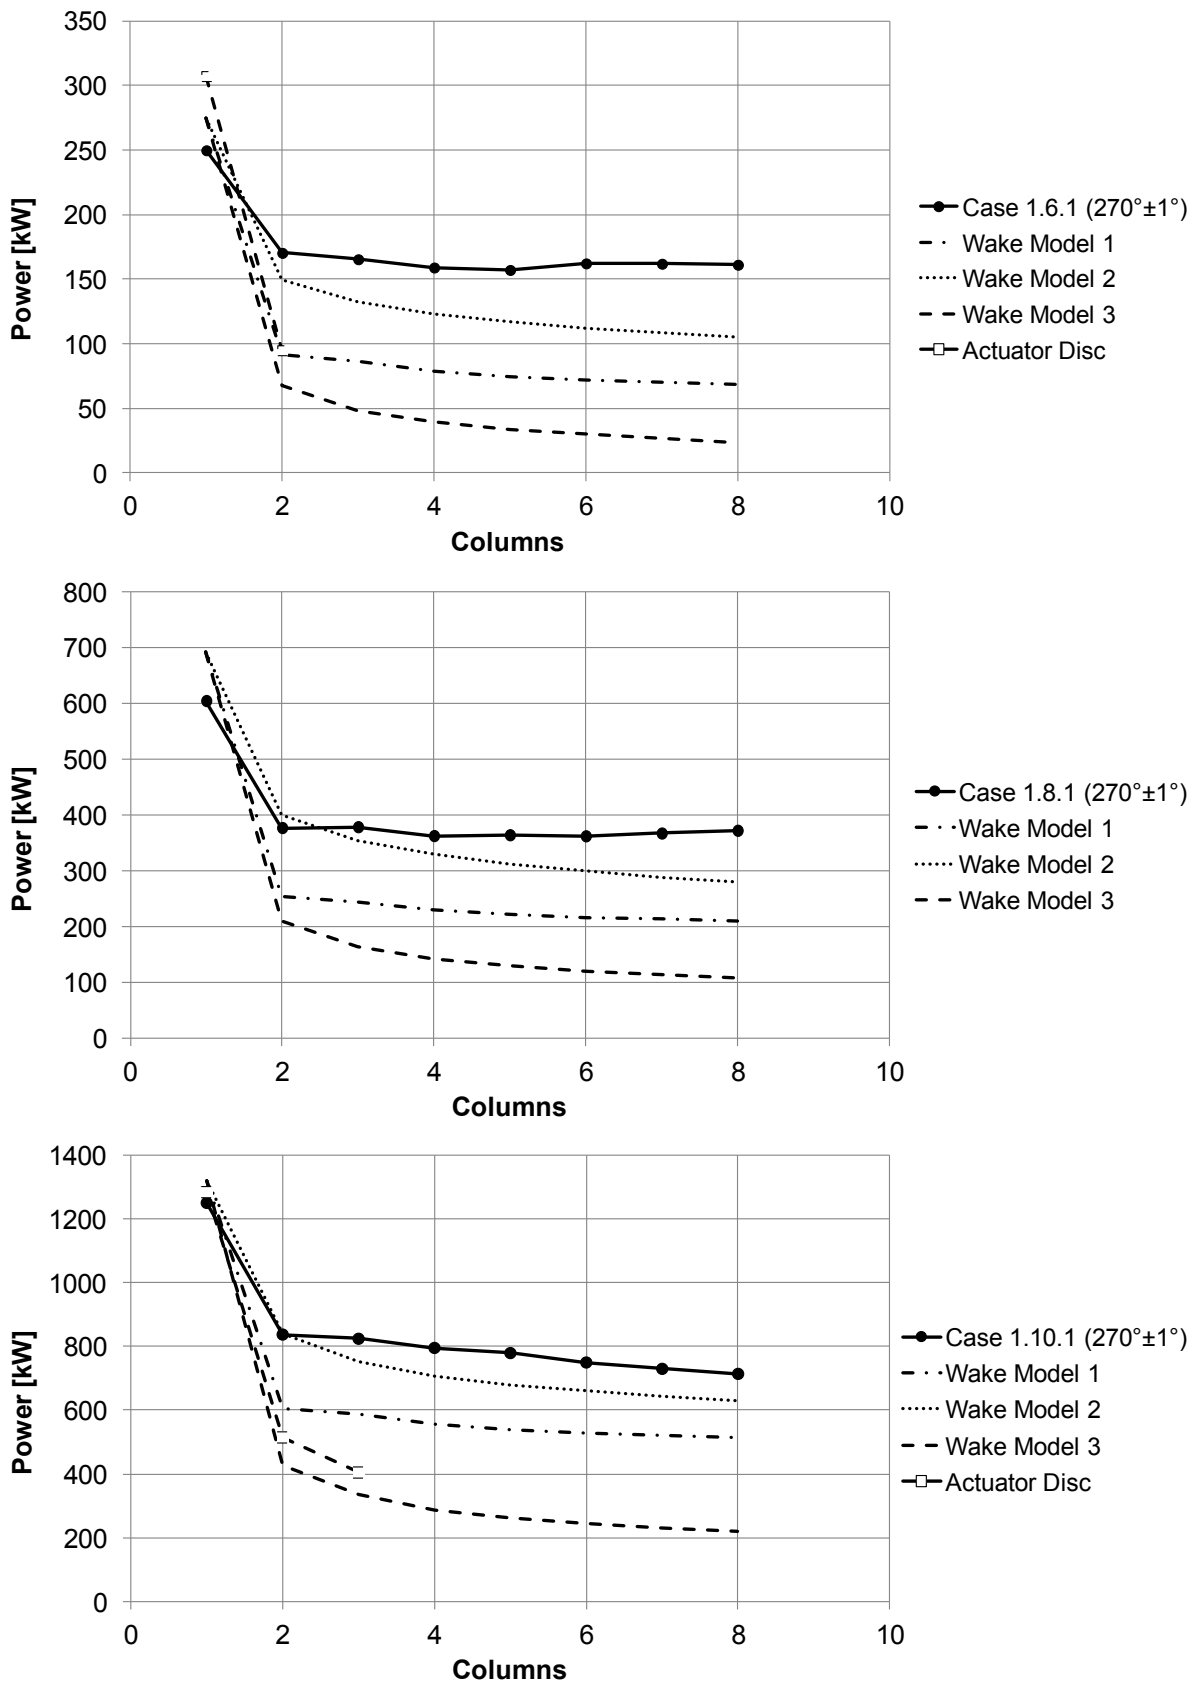 350
300
250
200
150
100
50
0
Power [kW]
0 2 4 6 8 10
Columns
Case 1.6.1 (270°±1°)
Wake Model 1
Wake Model 2
Wake Model 3
Actuator Disc
800
700
600
500
400
300
200
100
0
Power [kW]
0 2 4 6 8 10
Columns
Case 1.8.1 (270°±1°)
Wake Model 1
Wake Model 2
Wake Model 3
1400
1200
1000
800
600
400
200
0
Power [kW]
0 2 4 6 8 10
Columns
Case 1.10.1 (270°±1°)
Wake Model 1
Wake Model 2
Wake Model 3
Actuator Disc